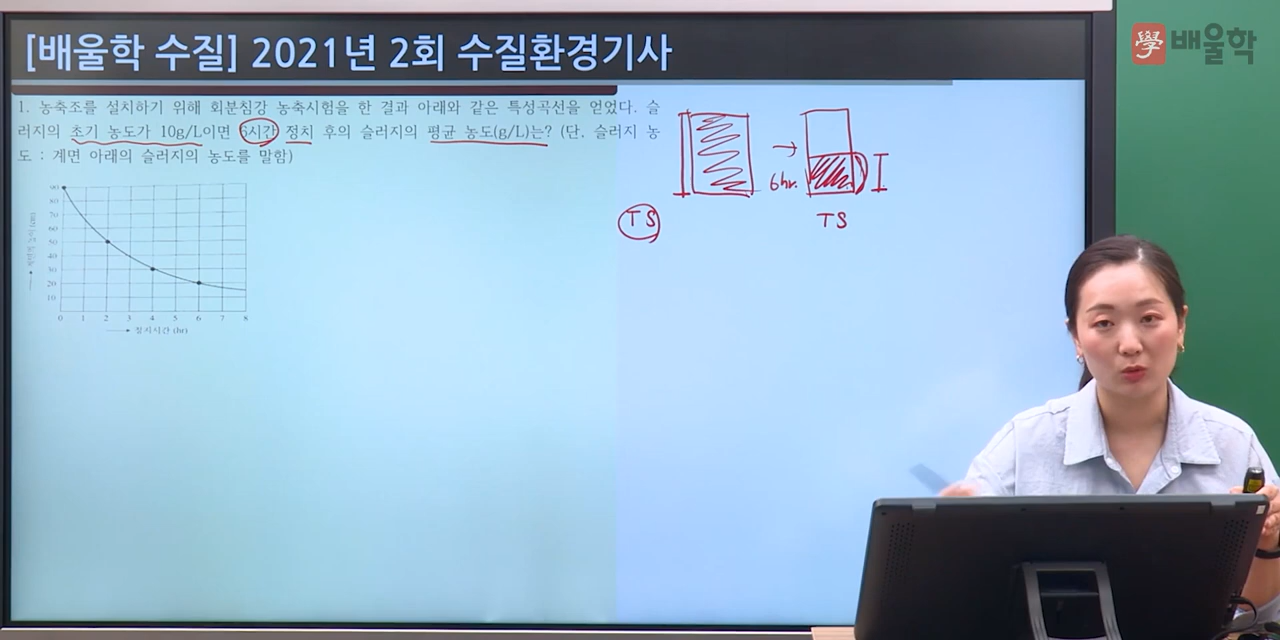 [배울학 수질] 2021년 2회 수질환경기사
學 배울학
1. 농축조를 설치하기 위해 회분침강 농축시험을 한 결과 아래와 같은 특성곡선을 얻었다. 슬
러지의 초기 농도가 10g/L이면 6시간 정치 후의 슬러지의 평균 농도(g/L)는? (단. 슬러지 농
도 : 계면 아래의 슬러지의 농도를 말함)
6hr.
TS
TS
90
80
70
60
50
40
30
20
10
0 1 2 3 4 5 6 7 8
정치시간 (hr)